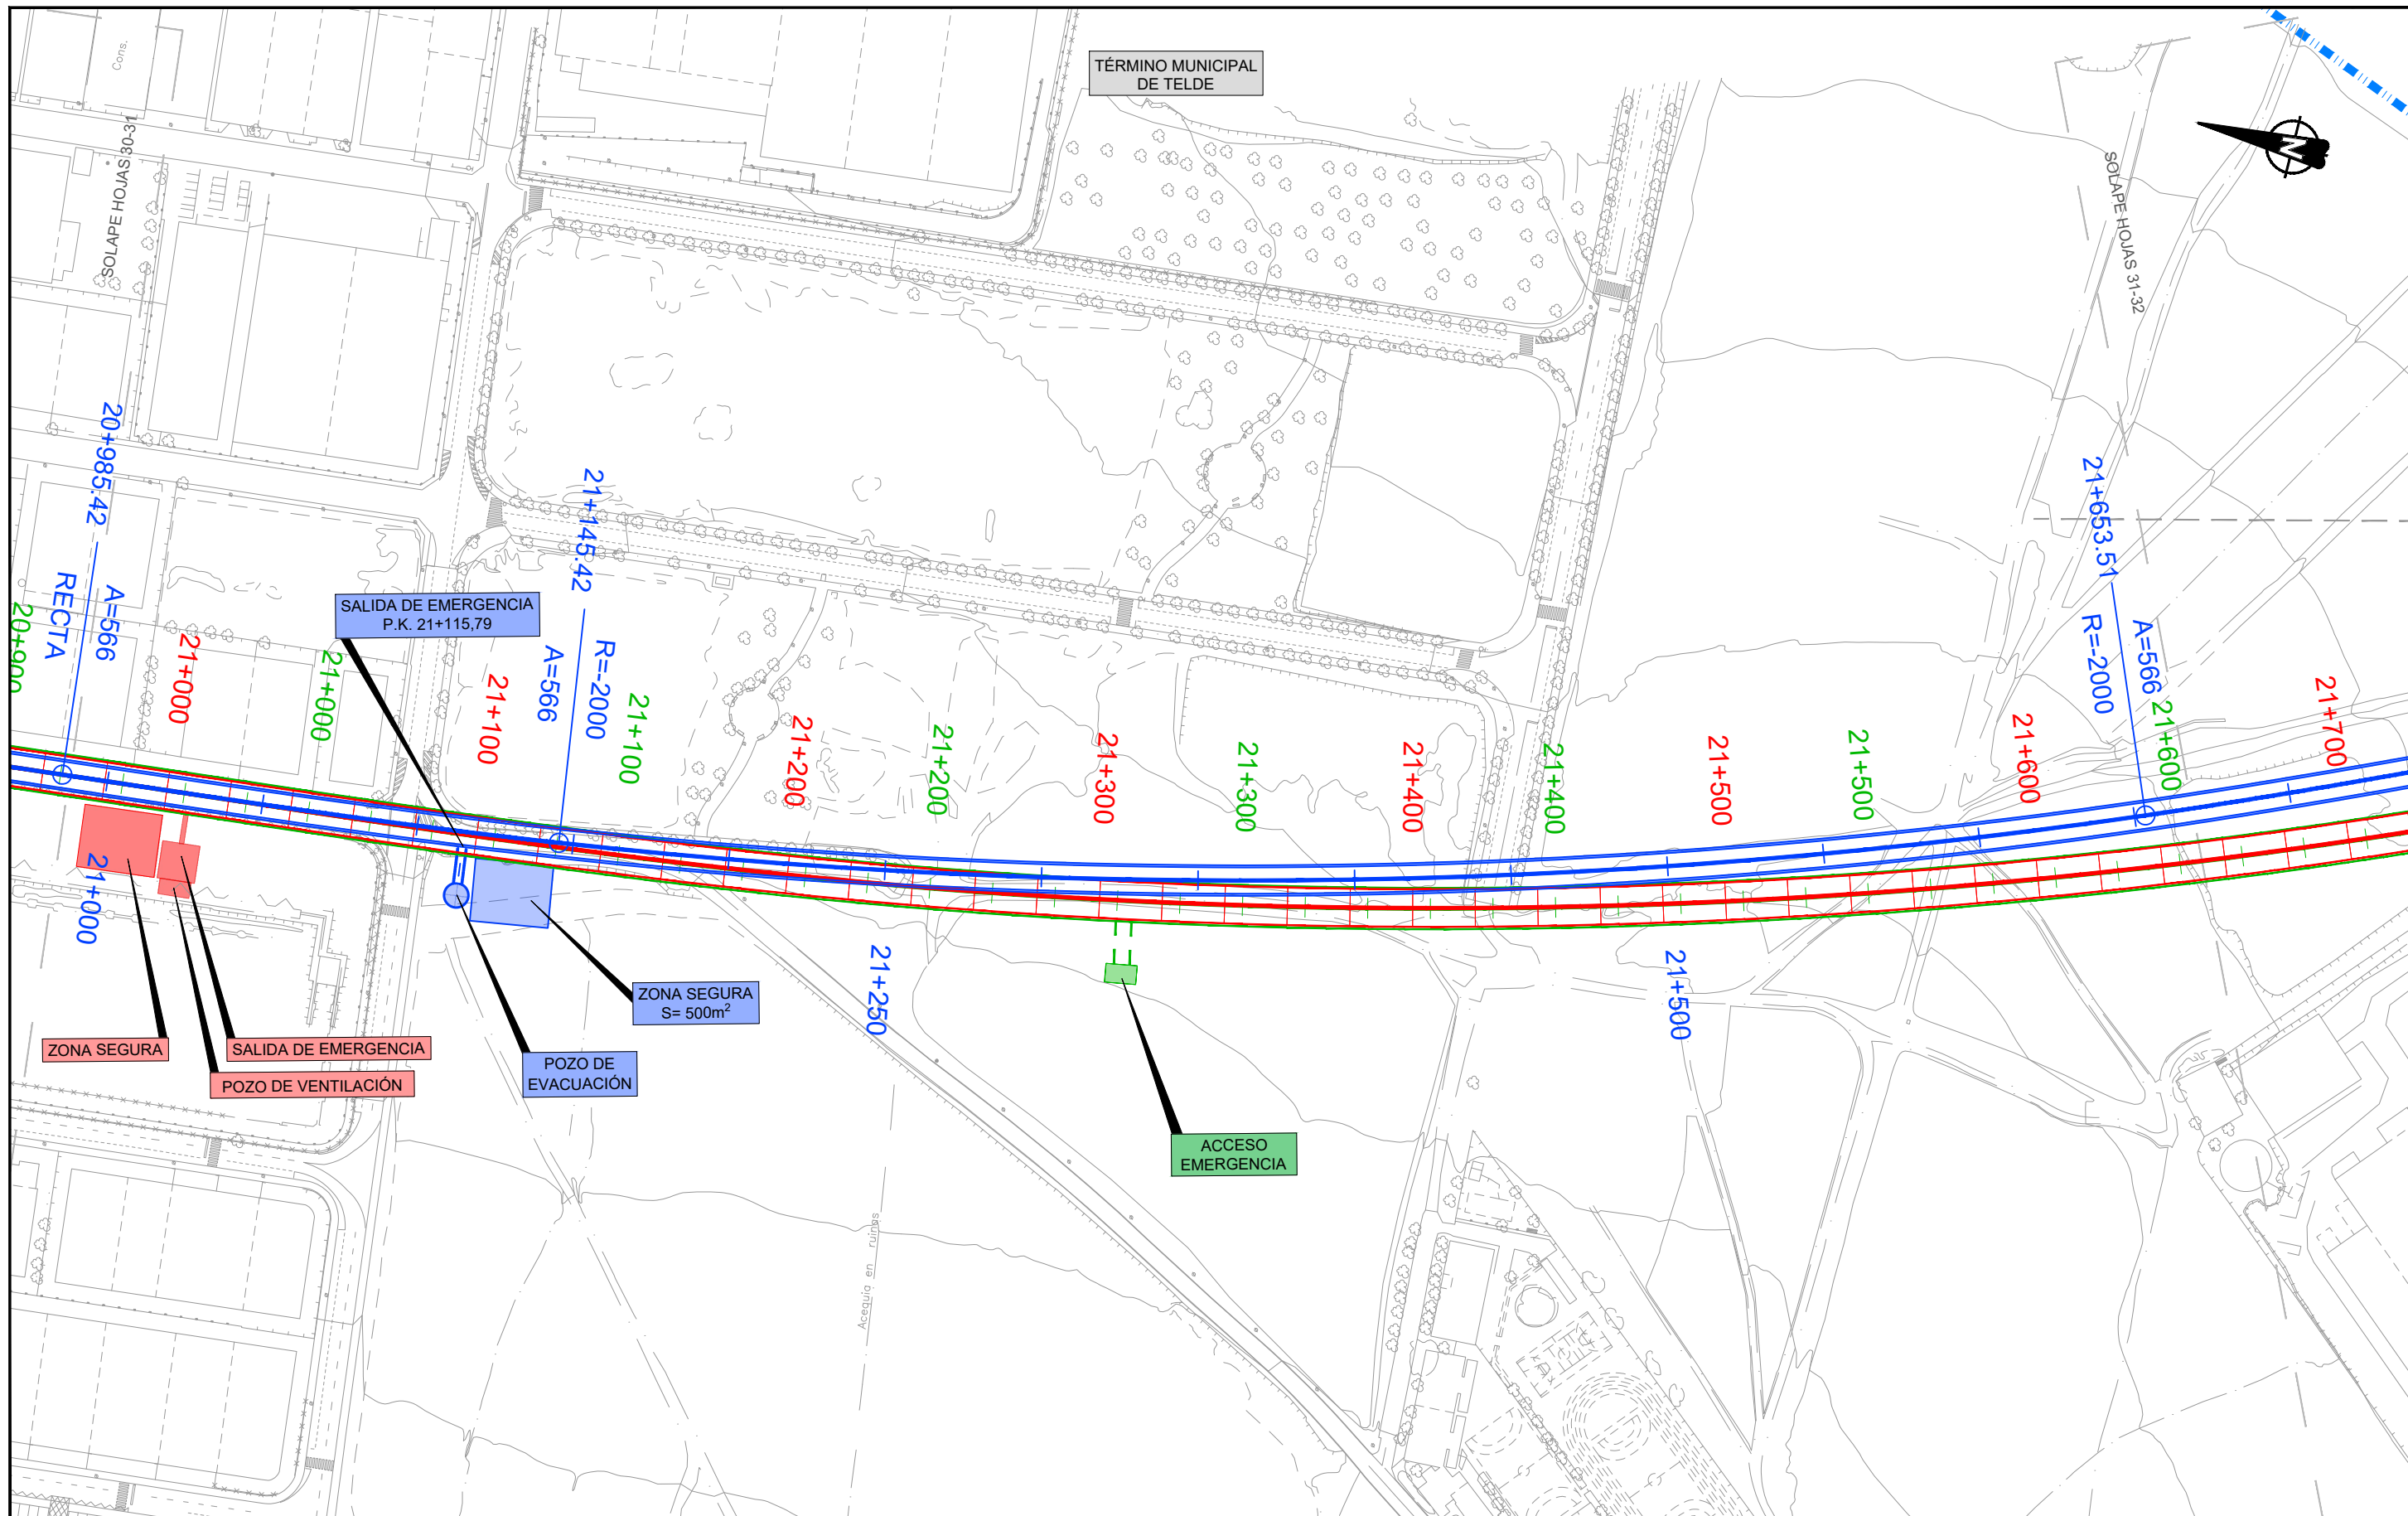 Cons.
TÉRMINO MUNICIPAL
DE TELDE
SOLAPE HOJAS 30-31
SOLAPE HOJAS 31-32
N
20+985.42
RECTA
A=566
21+145.42
A=566
R=-2000
21+653.51
R=-2000
A=566
SALIDA DE EMERGENCIA
P.K. 21+115,79
20+900
21+000
21+000
21+100
21+100
21+200
21+200
21+300
21+300
21+400
21+400
21+500
21+500
21+600
21+600
21+700
21+000
21+250
21+500
ZONA SEGURA
S= 500m²
ZONA SEGURA
SALIDA DE EMERGENCIA
POZO DE VENTILACIÓN
POZO DE
EVACUACIÓN
ACCESO
EMERGENCIA
Acequia en ruinas